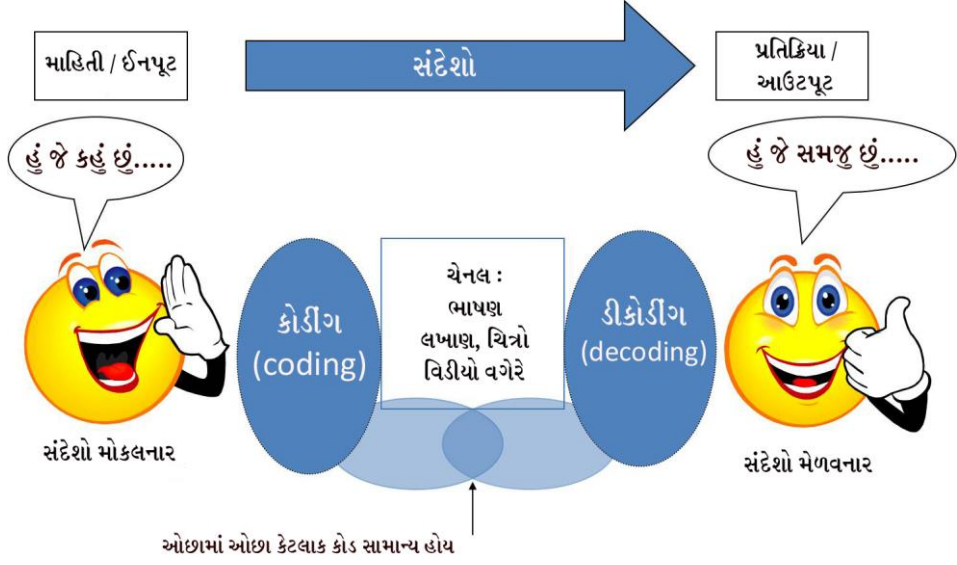 માહિતી / ઈનપૂટ
સંદેશો
પ્રતિક્રિયા /
આઉટપૂટ
હું જે કહું છું.....
હું જે સમજુ છું.....
કોડીંગ
(coding)
ચેનલ :
ભાષણ
લખાણ, ચિત્રો
વિડીયો વગેરે
ડીકોડીંગ
(decoding)
સંદેશો મોકલનાર
સંદેશો મેળવનાર
ઓછામાં ઓછા કેટલાક કોડ સામાન્ય હોય